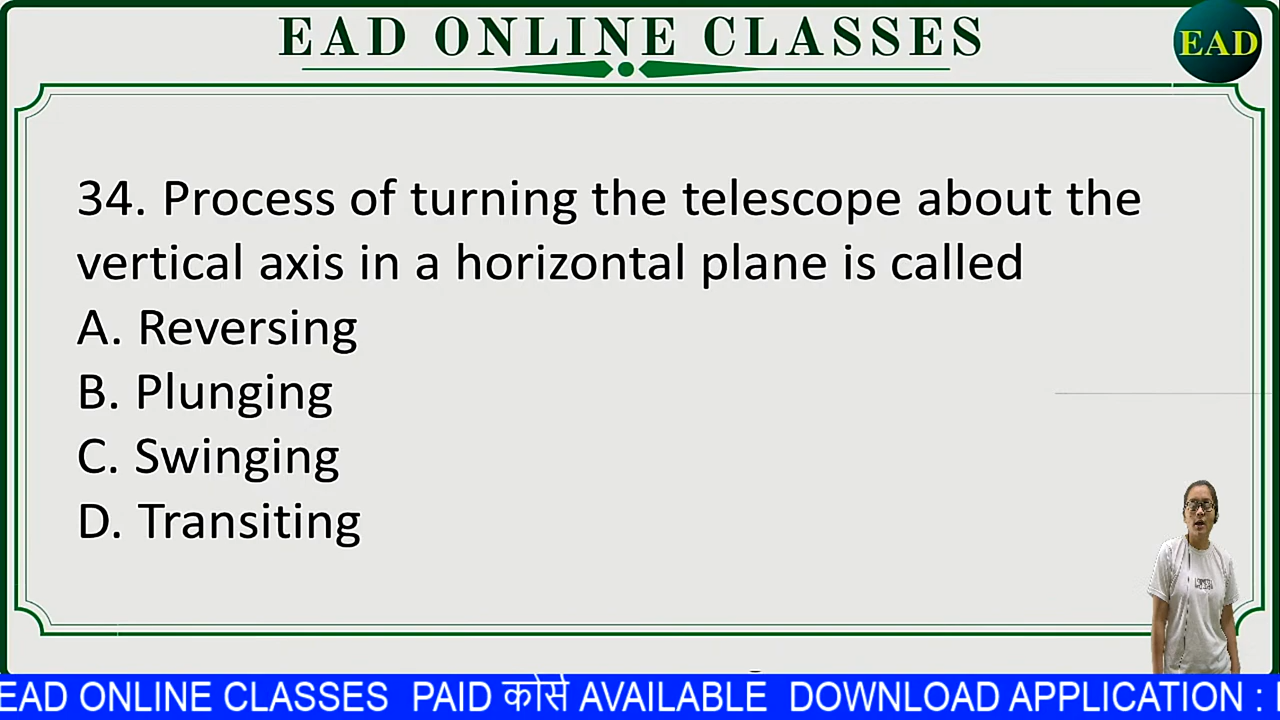 EAD ONLINE CLASSES
EAD
34. Process of turning the telescope about the
vertical axis in a horizontal plane is called
A. Reversing
B. Plunging
C. Swinging
D. Transiting
EAD ONLINE CLASSES PAID कोर्स AVAILABLE DOWNLOAD APPLICATION :